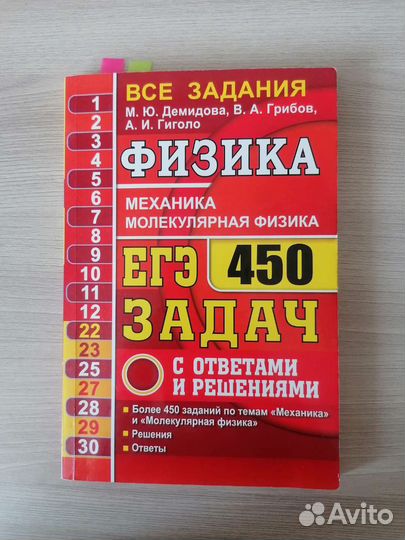 ВСЕ ЗАДАНИЯ
М. Ю. Демидова, В. А. Грибов,
А. И. Гиголо
ФИЗИКА
МЕХАНИКА
МОЛЕКУЛЯРНАЯ ФИЗИКА
ЕГЭ 450
ЗАДАЧ
С ОТВЕТАМИ
И РЕШЕНИЯМИ
Более 450 заданий по темам «Механика»
и «Молекулярная физика»
Решения
Ответы
1
2
3
4
5
6
7
8
9
10
11
12
22
23
25
27
28
29
30
Avito